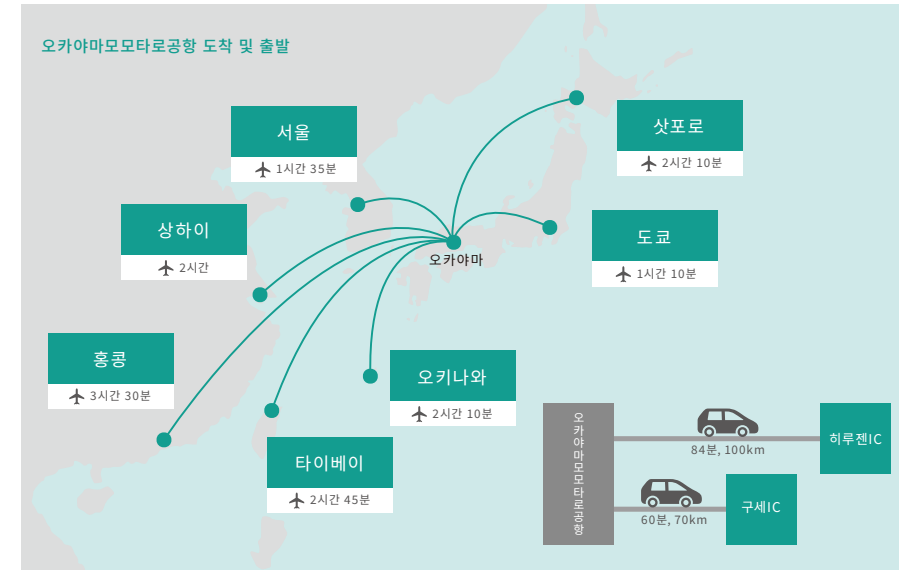 오카야마모모타로공항 도착 및 출발
서울
1시간 35분
삿포로
2시간 10분
상하이
2시간
도쿄
1시간 10분
오카야마
홍콩
3시간 30분
오키나와
2시간 10분
타이베이
2시간 45분
오카야마모모타로공항
84분, 100km
히루젠IC
60분, 70km
구세IC